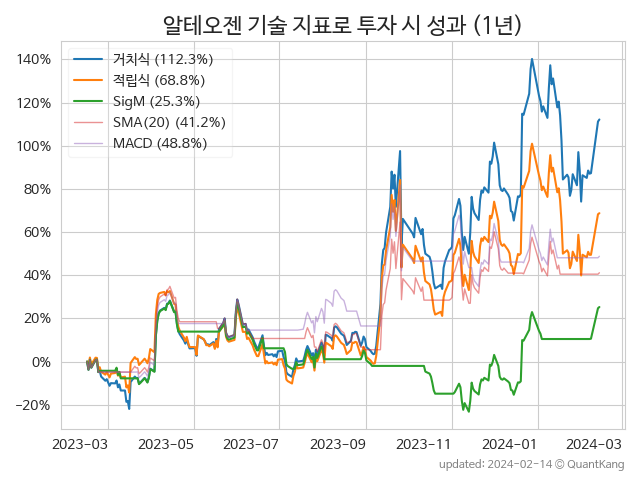 알테오젠 기술 지표로 투자 시 성과 (1년)
140%
120%
100%
80%
60%
40%
20%
0%
−20%
거치식 (112.3%)
적립식 (68.8%)
SigM (25.3%)
SMA(20) (41.2%)
MACD (48.8%)
2023-03 2023-05 2023-07 2023-09 2023-11 2024-01 2024-03
updated: 2024-02-14 © QuantKang